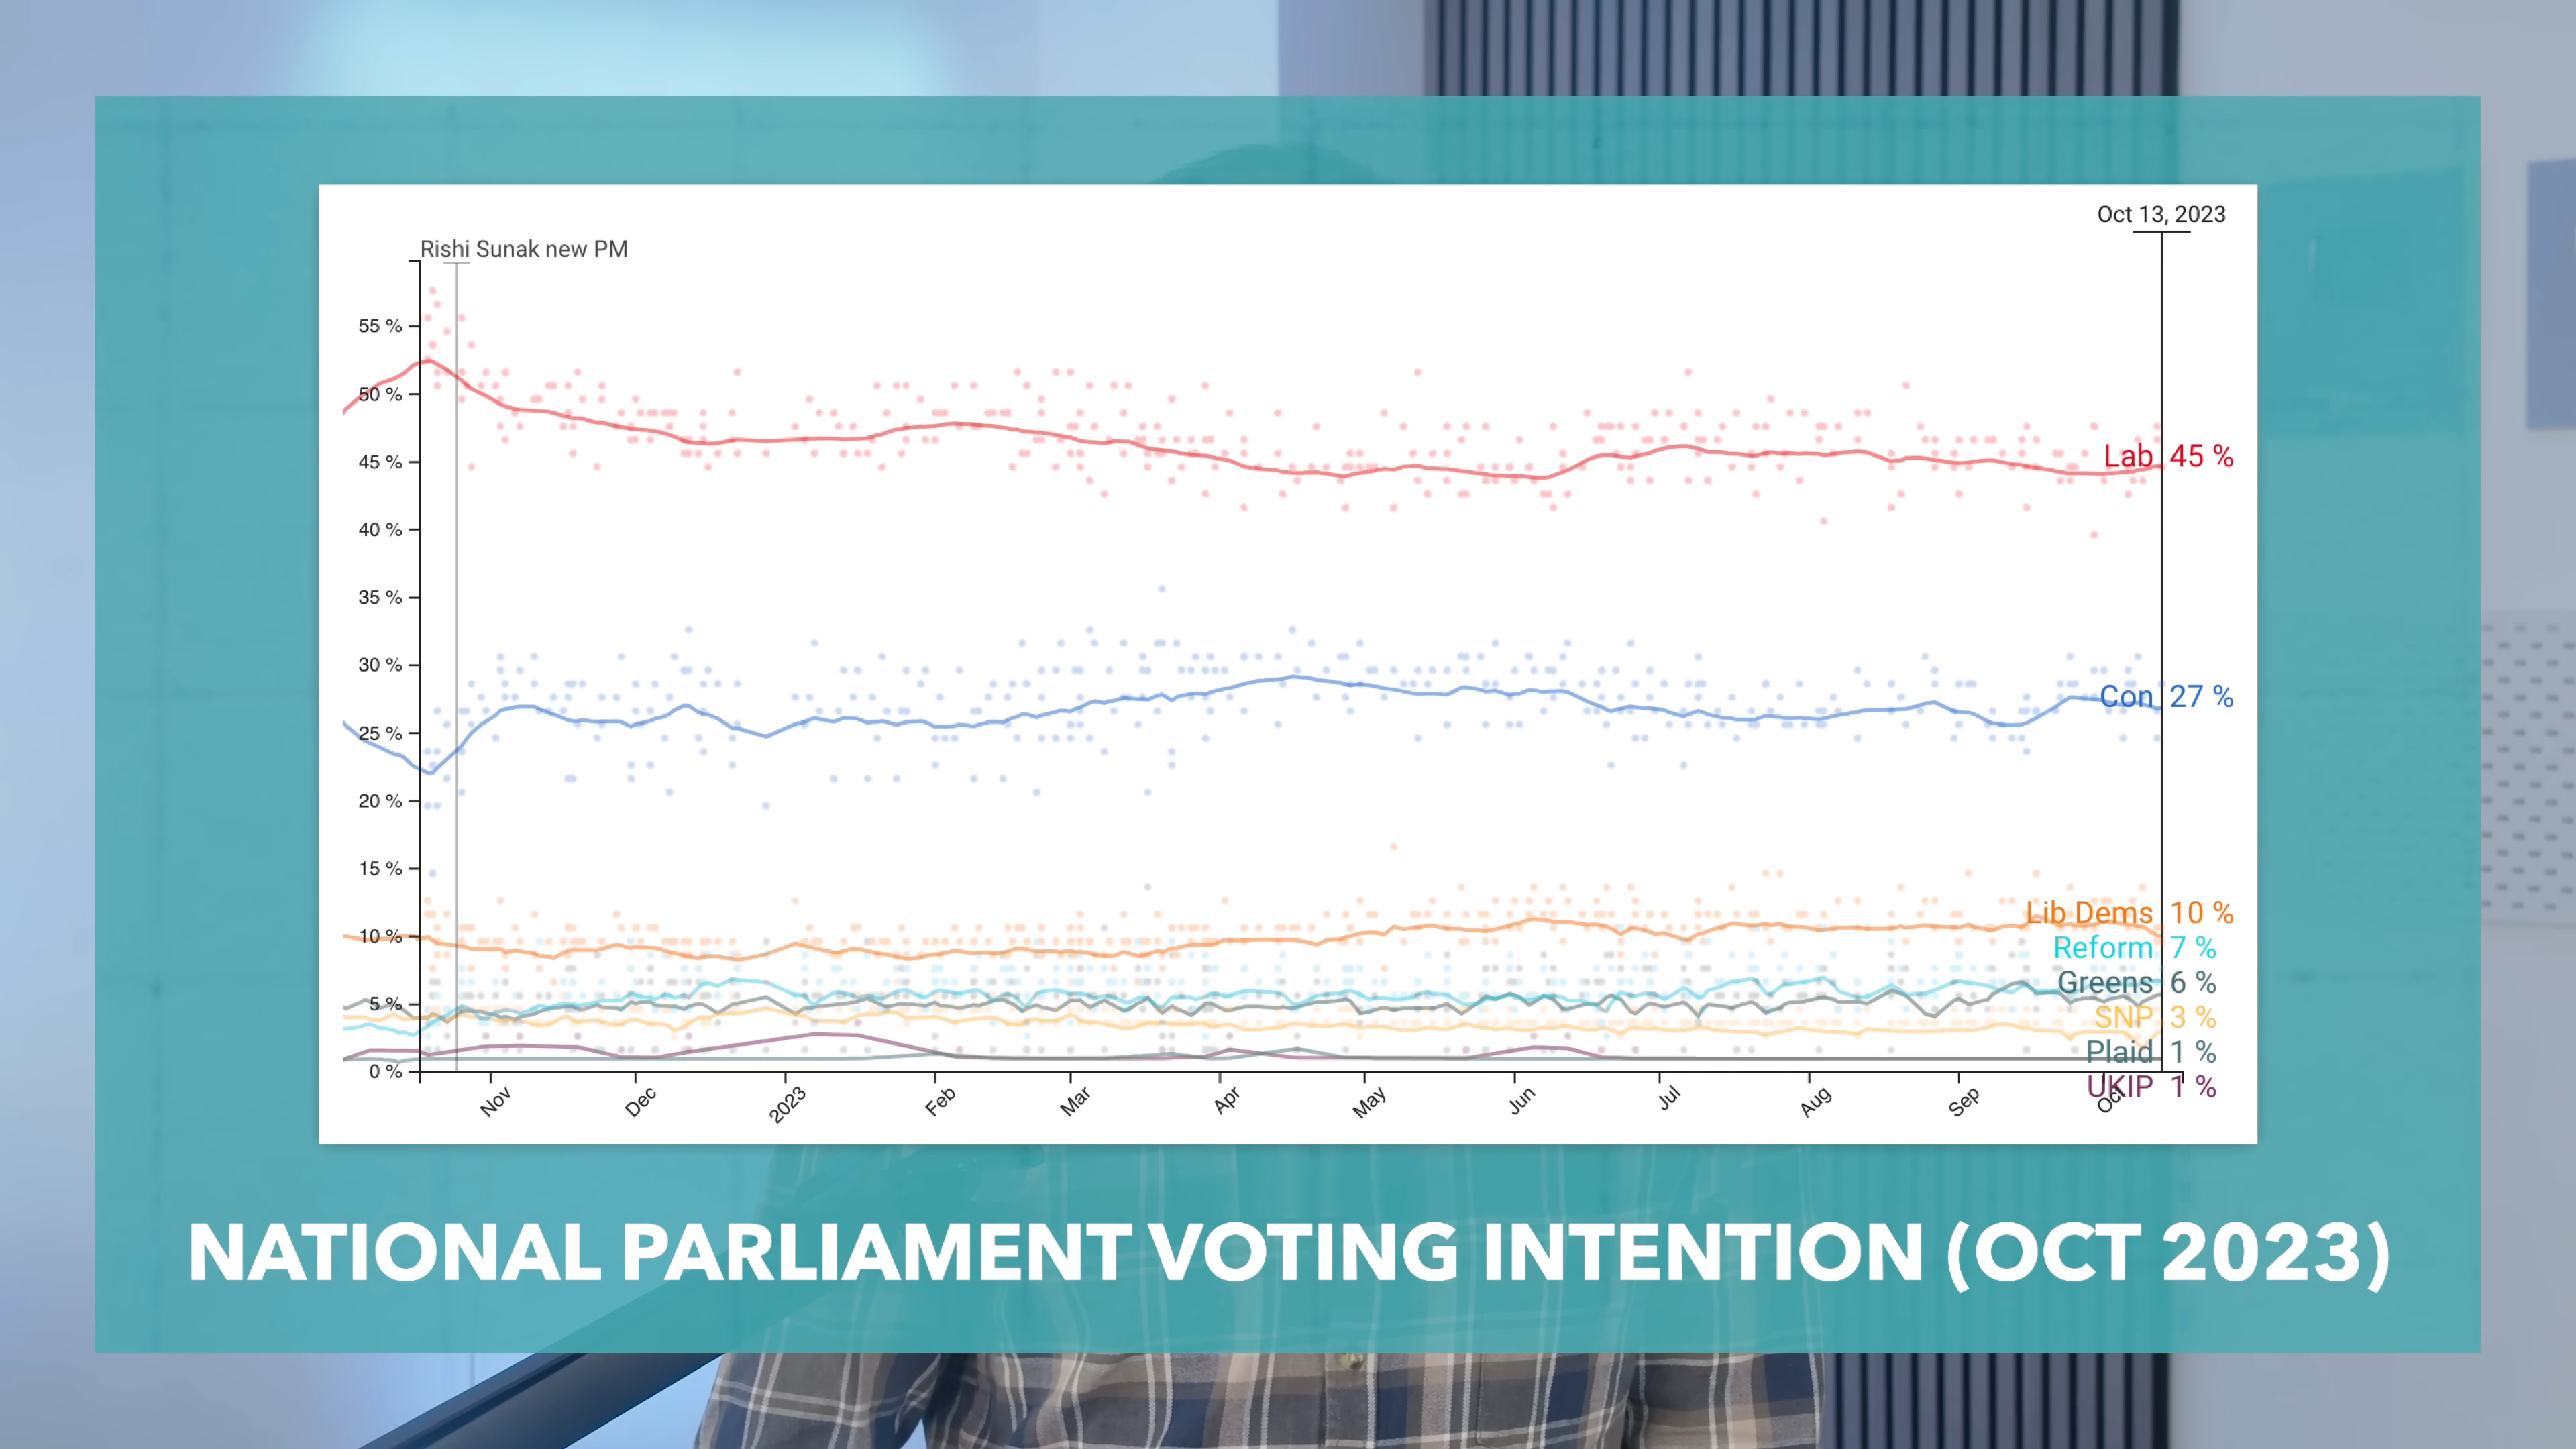 Oct 13, 2023
Rishi Sunak new PM
55 %
50 %
45 %
40 %
35 %
30 %
25 %
20 %
15 %
10 %
5 %
0 %
Lab 45 %
Con 27 %
Lib Dems 10 %
Reform 7 %
Greens 6 %
SNP 3 %
Plaid 1 %
UKIP 1 %
Nov Dec 2023 Feb Mar Apr May Jun Jul Aug Sep Oct
NATIONAL PARLIAMENT VOTING INTENTION (OCT 2023)